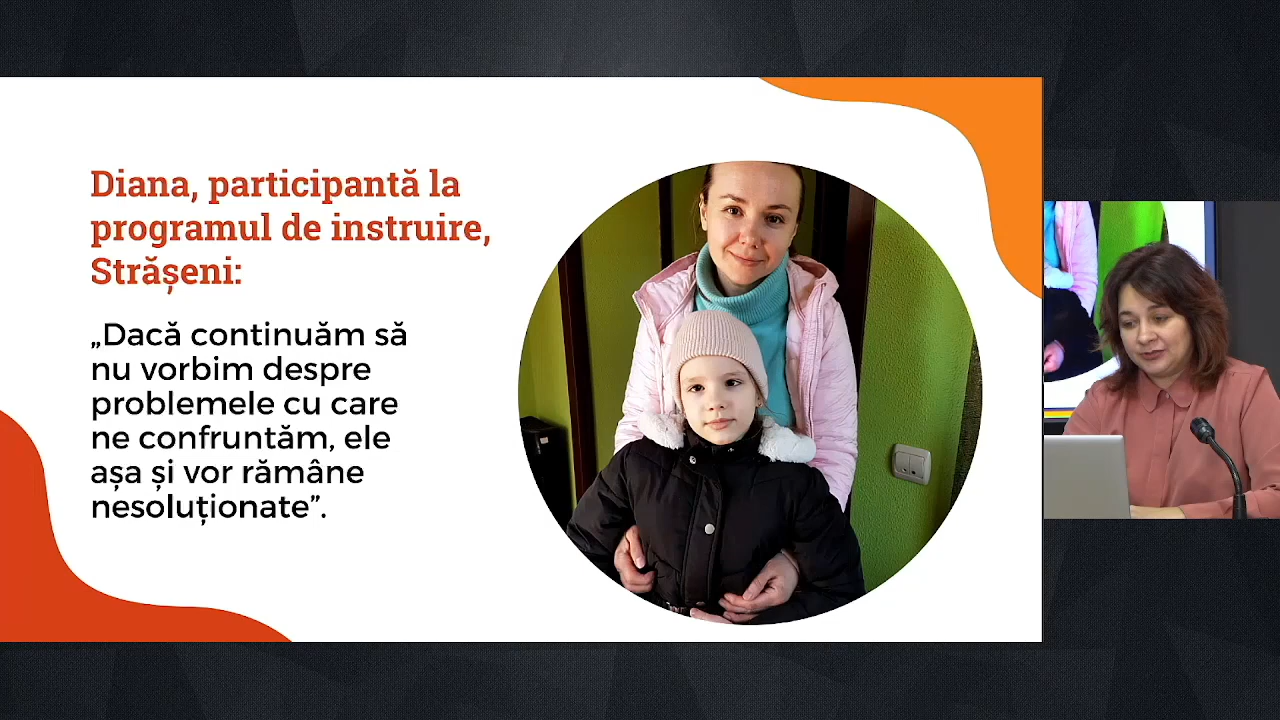 Diana, participantă la
programul de instruire,
Strășeni:
„Dacă continuăm să
nu vorbim despre
problemele cu care
ne confruntăm, ele
așa și vor rămâne
nesoluționate”.